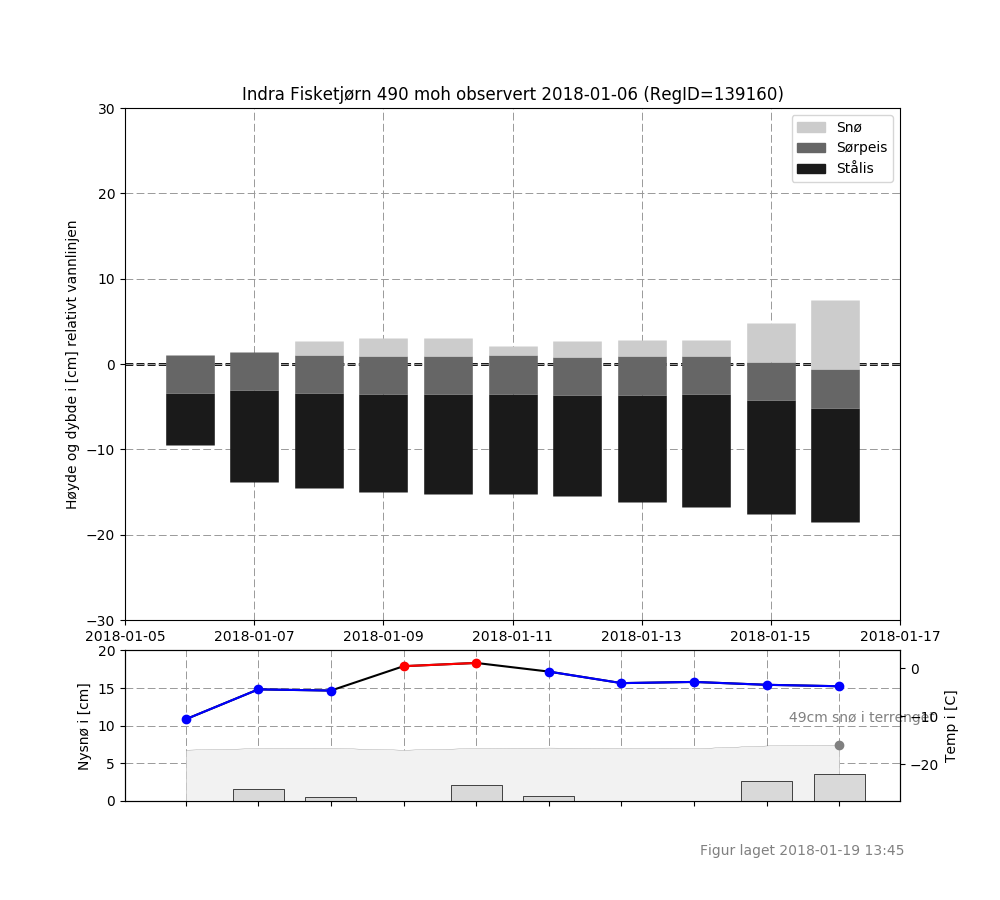 Indra Fisketjørn 490 moh observert 2018-01-06 (RegID=139160)
30
20
10
0
−10
−20
−30
Høyde og dybde i [cm] relativt vannlinjen
Snø
Sørpeis
Stålis
2018-01-05
2018-01-07
2018-01-09
2018-01-11
2018-01-13
2018-01-15
2018-01-17
20
15
10
5
0
Nysnø i [cm]
49cm snø i terrenget
0
−10
−20
Temp i [C]
Figur laget 2018-01-19 13:45